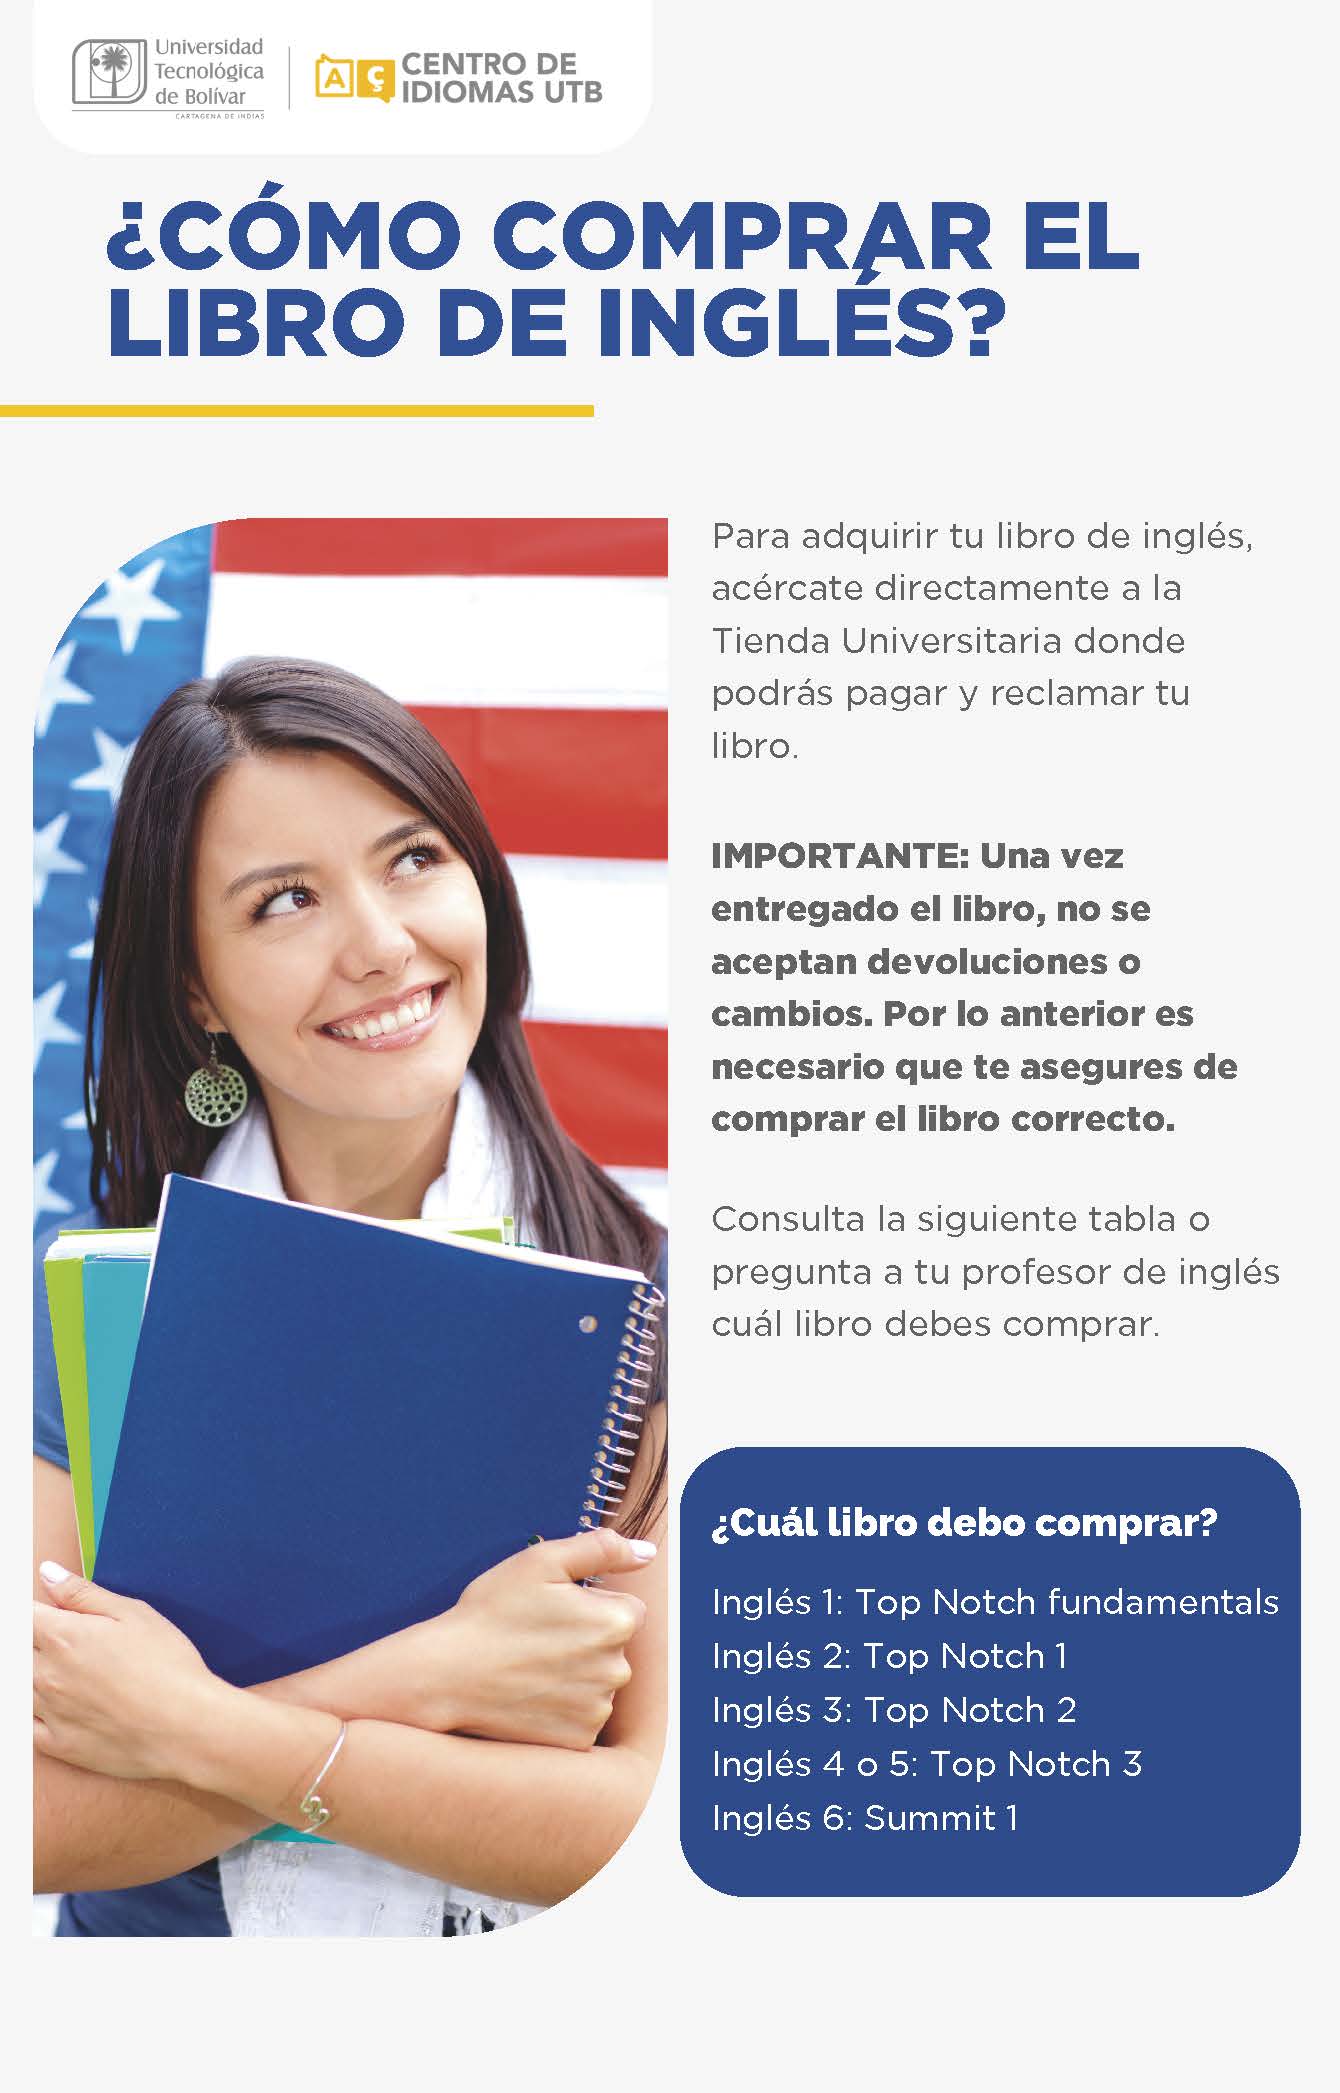 Universidad
Tecnológica
de Bolívar
CARTAGENA DE INDIAS
CENTRO DE
IDIOMAS UTB
¿CÓMO COMPRAR EL
LIBRO DE INGLÉS?
Para adquirir tu libro de inglés,
acércate directamente a la
Tienda Universitaria donde
podrás pagar y reclamar tu
libro.
IMPORTANTE: Una vez
entregado el libro, no se
aceptan devoluciones o
cambios. Por lo anterior es
necesario que te asegures de
comprar el libro correcto.
Consulta la siguiente tabla o
pregunta a tu profesor de inglés
cuál libro debes comprar.
¿Cuál libro debo comprar?
Inglés 1: Top Notch fundamentals
Inglés 2: Top Notch 1
Inglés 3: Top Notch 2
Inglés 4 o 5: Top Notch 3
Inglés 6: Summit 1